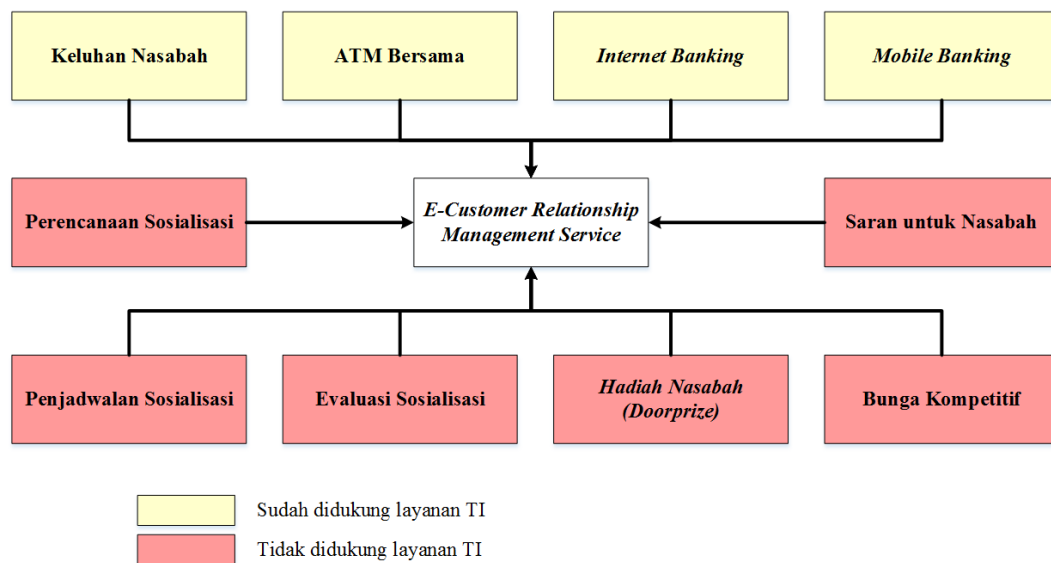 Keluhan Nasabah
ATM Bersama
Internet Banking
Mobile Banking
Perencanaan Sosialisasi
E-Customer Relationship
Management Service
Saran untuk Nasabah
Penjadwalan Sosialisasi
Evaluasi Sosialisasi
Hadiah Nasabah
(Doorprize)
Bunga Kompetitif
Sudah didukung layanan TI
Tidak didukung layanan TI